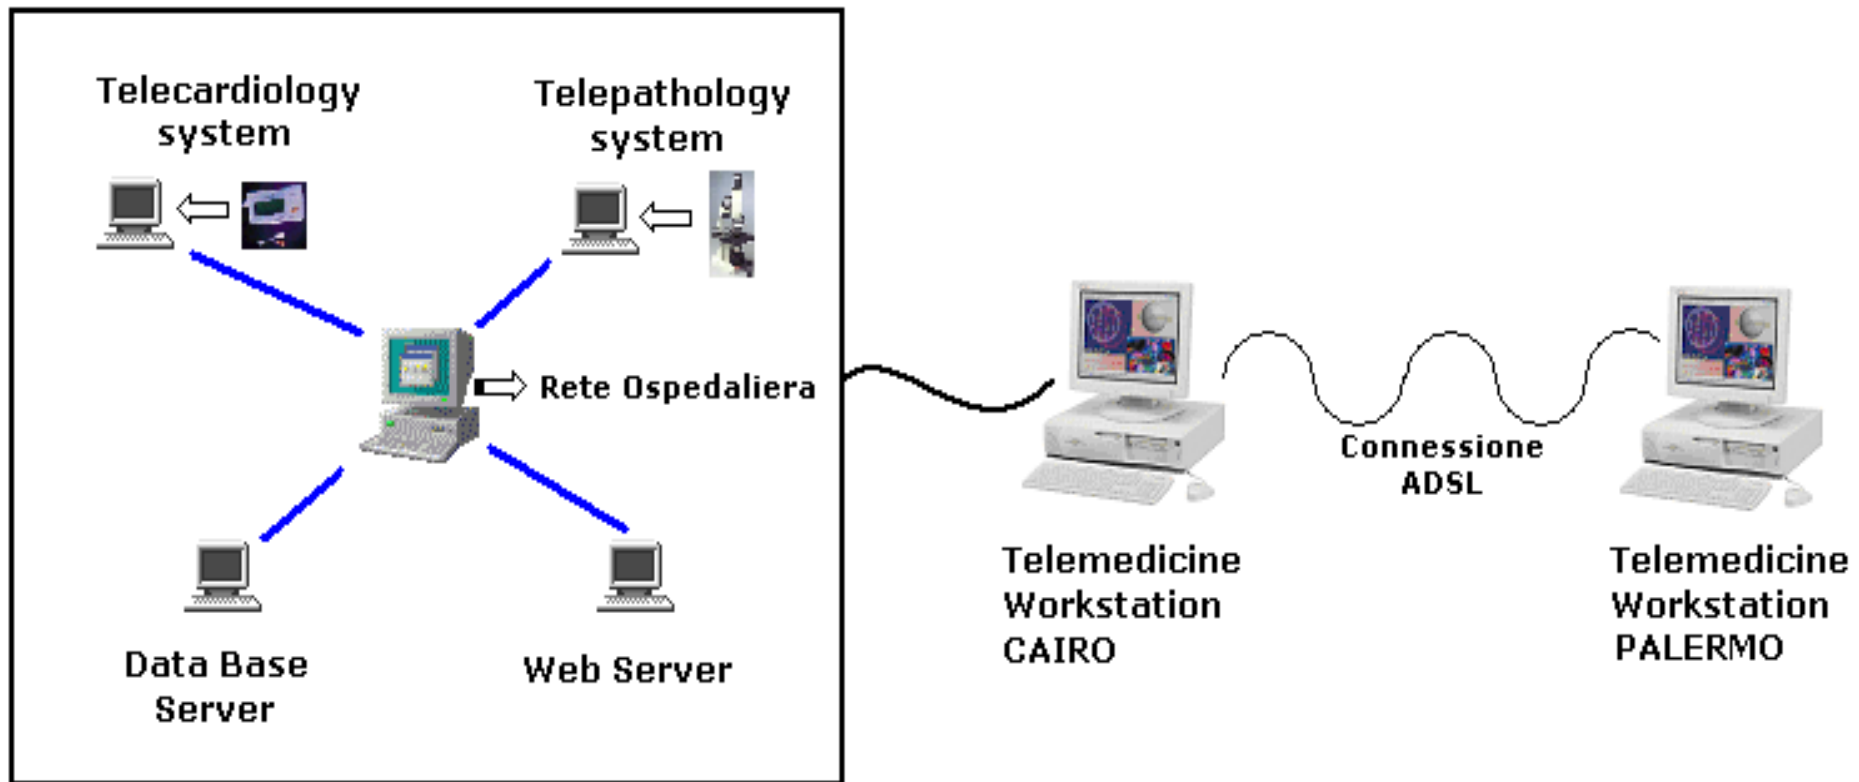 Telecardiology
system
Telepathology
system
Rete Ospedaliera
Data Base
Server
Web Server
Connessione
ADSL
Telemedicine
Workstation
CAIRO
Telemedicine
Workstation
PALERMO